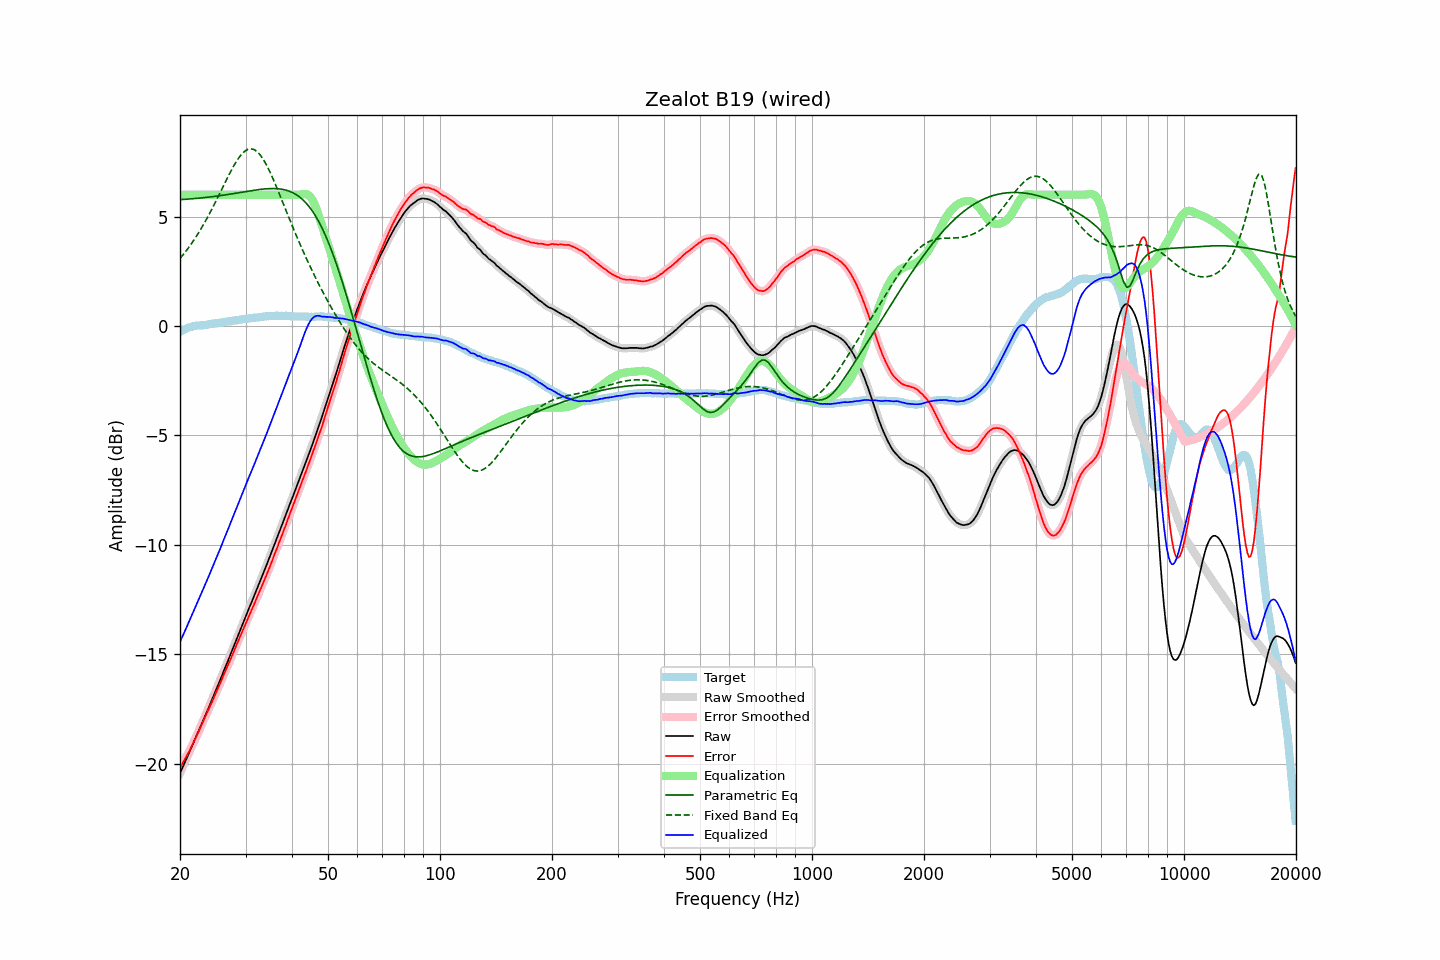 Zealot B19 (wired)
Amplitude (dBr)
5
0
−5
−10
−15
−20
20
50
100
200
500
1000
2000
5000
10000
20000
Frequency (Hz)
Target
Raw Smoothed
Error Smoothed
Raw
Error
Equalization
Parametric Eq
Fixed Band Eq
Equalized